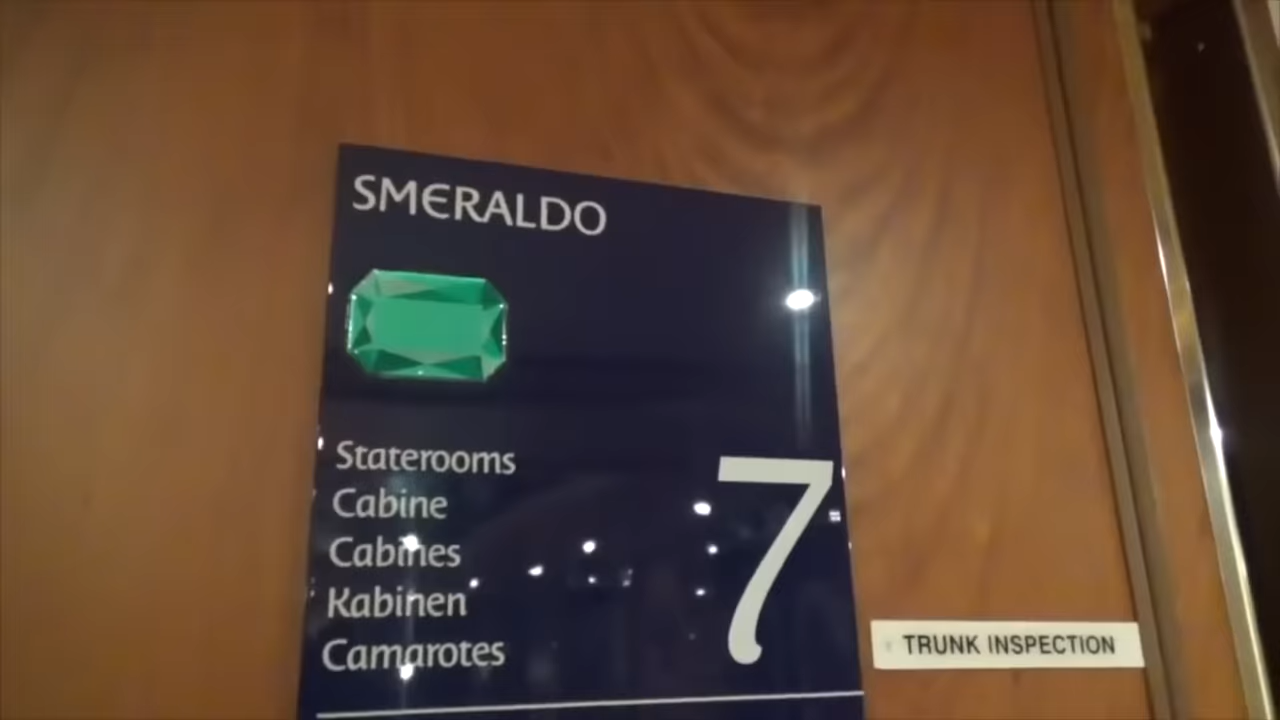 SMERALDO
Staterooms
Cabine
Cabines
Kabinen
Camarotes
7
TRUNK INSPECTION